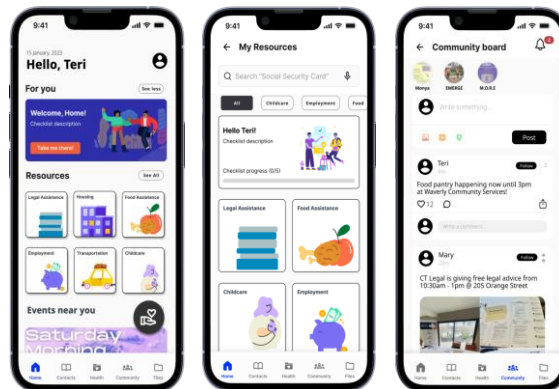 9:41
15 january, 2023
Hello, Teri
For you
See less
Welcome, Home!
Checklist description
Take me there!
Resources
See All
Legal Assistance
Housing
Food Assistance
Employment
Transportation
Childcare
Events near you
Saturday
Morning
Home
Contacts
Health
Community
Files
9:41
My Resources
Search "Social Security Card"
All
Childcare
Employment
Food
Hello Teri!
Checklist description
Checklist progress (0/5)
Legal Assistance
Food Assistance
Childcare
Employment
Home
Contacts
Health
Community
Files
9:41
Community board
Monye
EMERGE
M.O.R.E
Write something...
Post
Teri
Follow
Food pantry happening now until 3pm
at Waverly Community Services!
12
Write a comment...
Mary
Follow
CT Legal is giving free legal advice from
10:30am - 1pm @ 205 Orange Street
Home
Contacts
Health
Community
Files